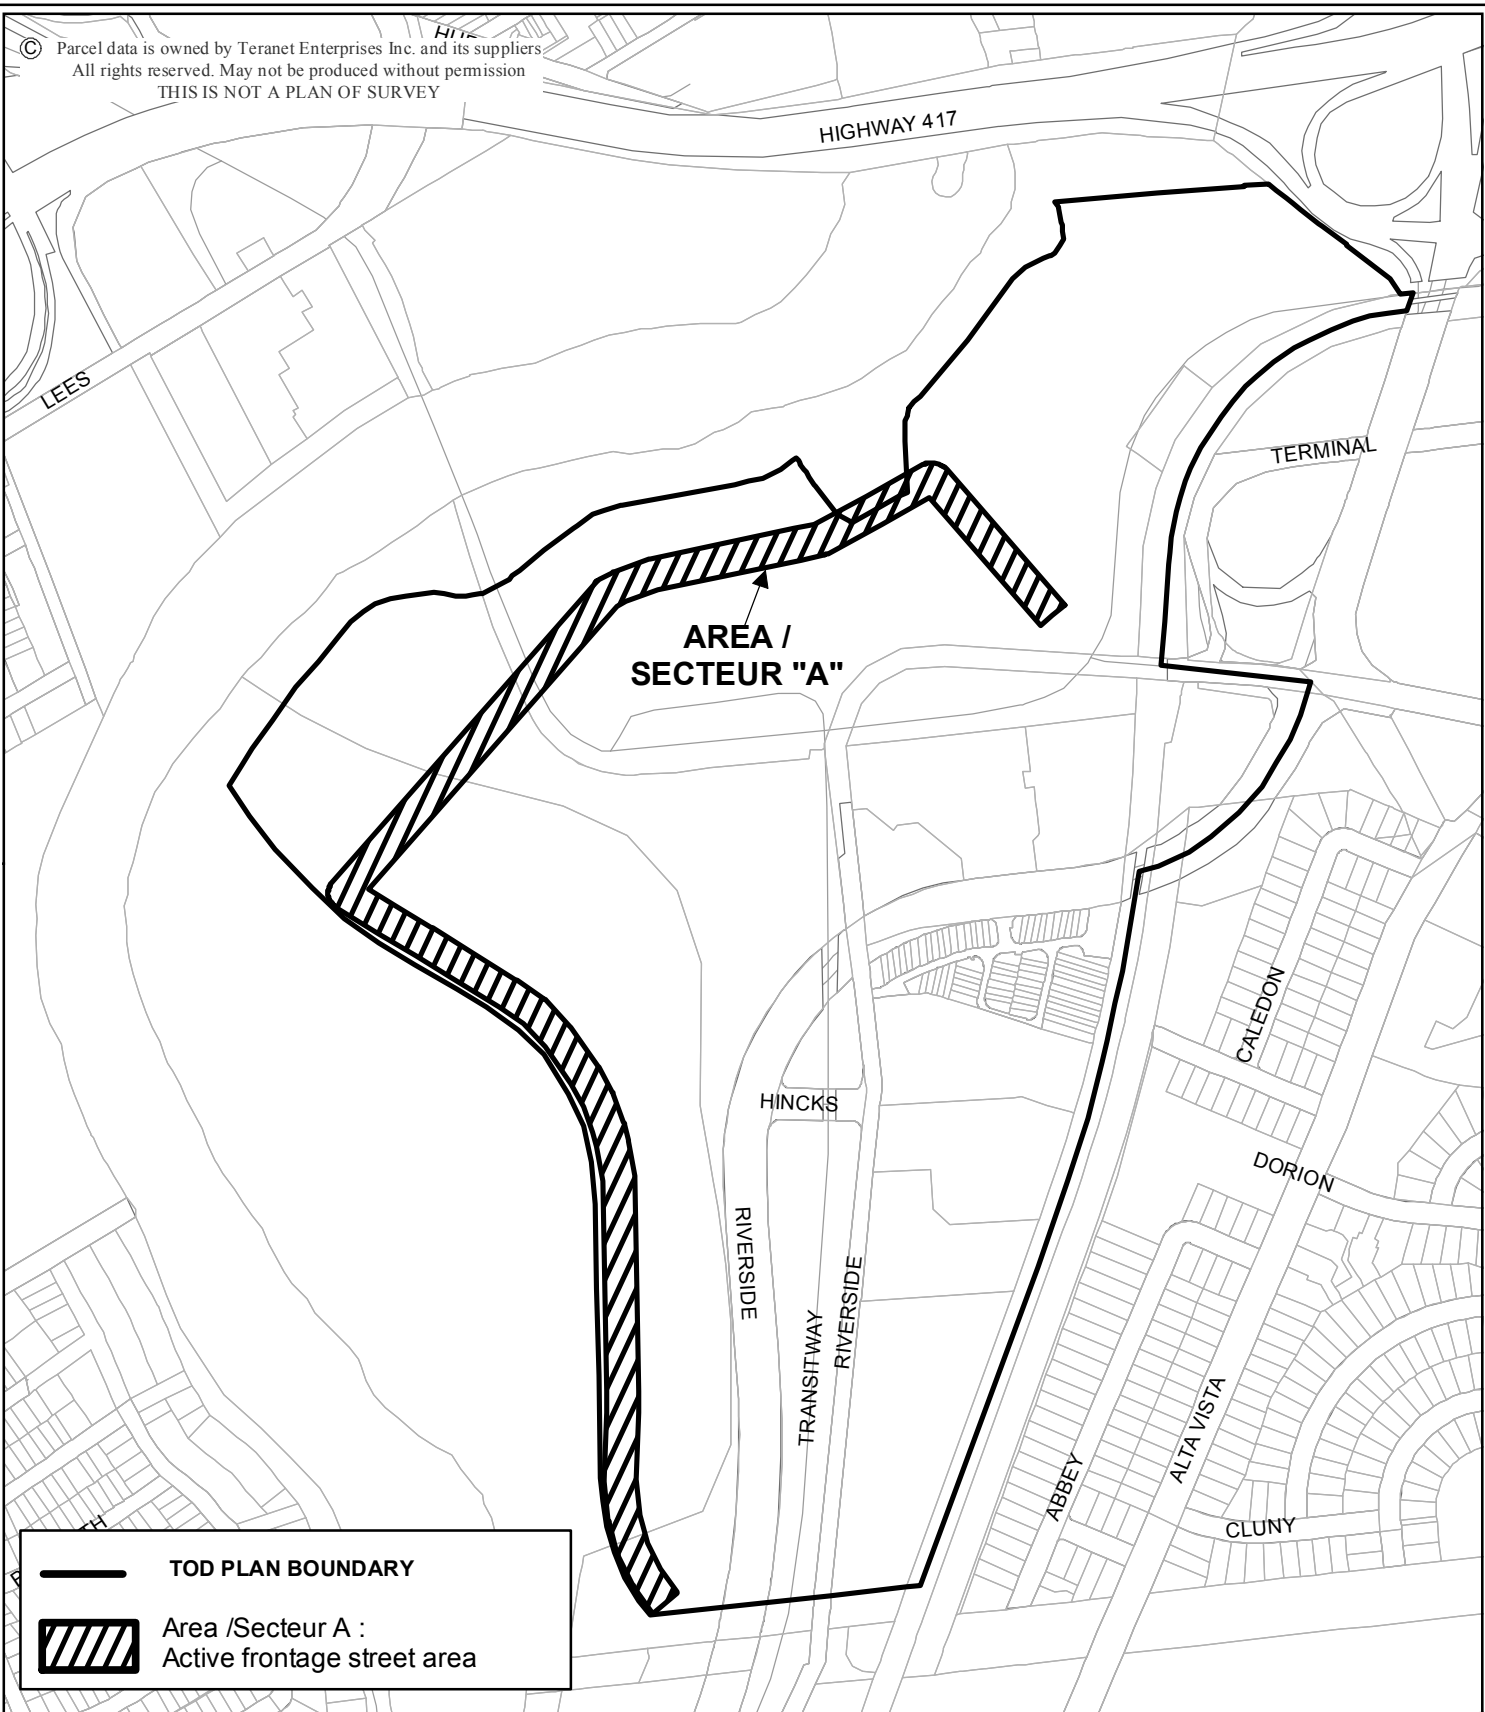 © Parcel data is owned by Teranet Enterprises Inc. and its suppliers
All rights reserved. May not be produced without permission
THIS IS NOT A PLAN OF SURVEY
HIGHWAY 417
LEES
TERMINAL
AREA /
SECTEUR "A"
CALEDON
HINCKS
DORION
RIVERSIDE
RIVERSIDE
TRANSITWAY
ALTA VISTA
ABBEY
CLUNY
TOD PLAN BOUNDARY
Area /Secteur A :
Active frontage street area